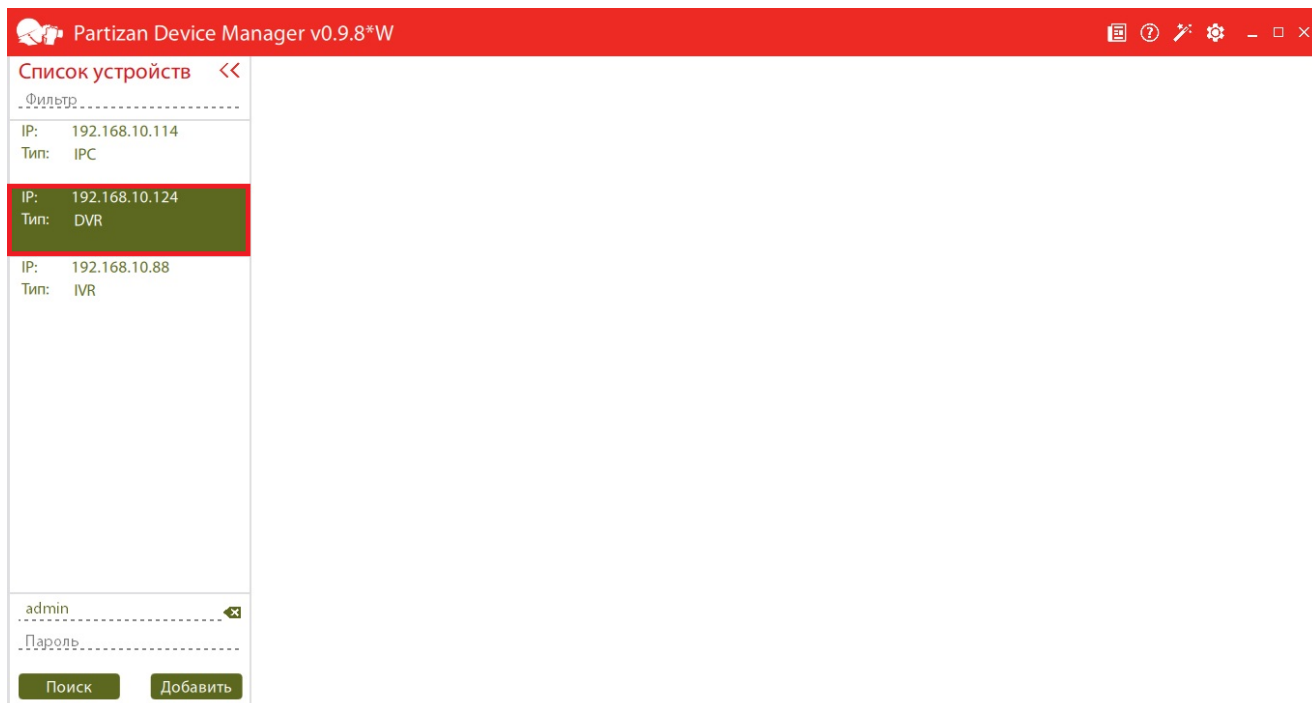 Partizan Device Manager v0.9.8*W
Список устройств <<
Фильтр
IP: 192.168.10.114
Тип: IPC
IP: 192.168.10.124
Тип: DVR
IP: 192.168.10.88
Тип: IVR
admin
Пароль
Поиск Добавить